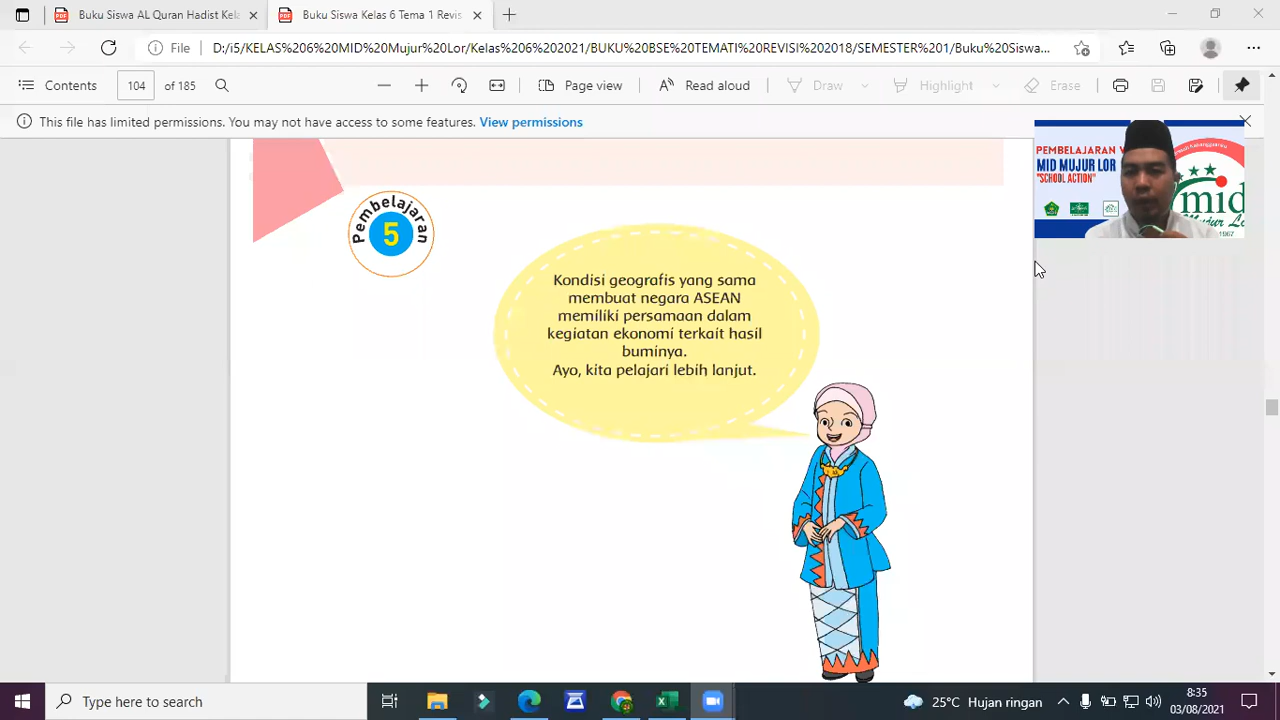 Buku Siswa AL Quran Hadist Kela
Buku Siswa Kelas 6 Tema 1 Revis
File
D:/i5/KELAS%206%20MID%20Mujur%20Lor/Kelas%206%202021/BUKU%20BSE%20TEMATI%20REVISI%202018/SEMESTER%201/Buku%20Siswa...
Contents
104 of 185
Page view
Read aloud
Draw
Highlight
Erase
This file has limited permissions. You may not have access to some features. View permissions
PEMBELAJARAN V
MID MUJUR LOR
"SCHOOL ACTION"
mid
Mujur Lo
1967
Pembelajaran
5
Kondisi geografis yang sama
membuat negara ASEAN
memiliki persamaan dalam
kegiatan ekonomi terkait hasil
buminya.
Ayo, kita pelajari lebih lanjut.
Type here to search
25°C Hujan ringan
8:35
03/08/2021